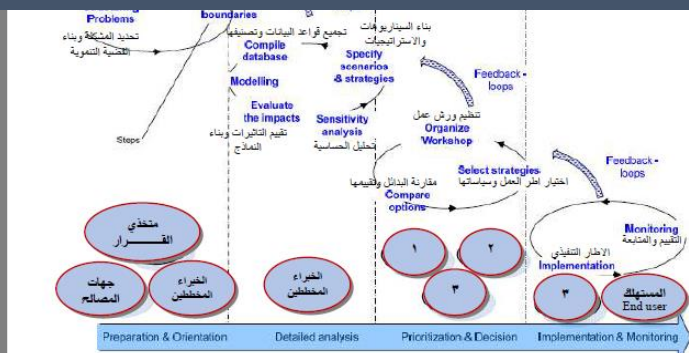 Problems
تحديد المشكلة وبناء
القضية التنموية
Steps
boundaries
تجميع قواعد البيانات وتصنيفها
Compile
database
Modelling
Evaluate
the impacts
تقييم التاثيرات وبناء
النماذج
بناء السيناريوهات
والاستراتيجيات
Specify
scenarios
& strategies
Sensitivity
analysis
تحليل الحساسية
Feedback -
loops
تنظيم ورش عمل
Organize
Workshop
Select strategies
اختيار اطر العمل وسياساتها
مقارنة البدائل وتقييمها
Compare
options
Feedback -
loops
Monitoring
التقييم والمتابعة
الاطار التنفيذي
Implementation
متخذي
القـــــرار
جهات
المصالح
الخبراء
المخططين
الخبراء
المخططين
١
٢
٣
٣
المستهلك
End user
Preparation & Orientation
Detailed analysis
Prioritization & Decision
Implementation & Monitoring